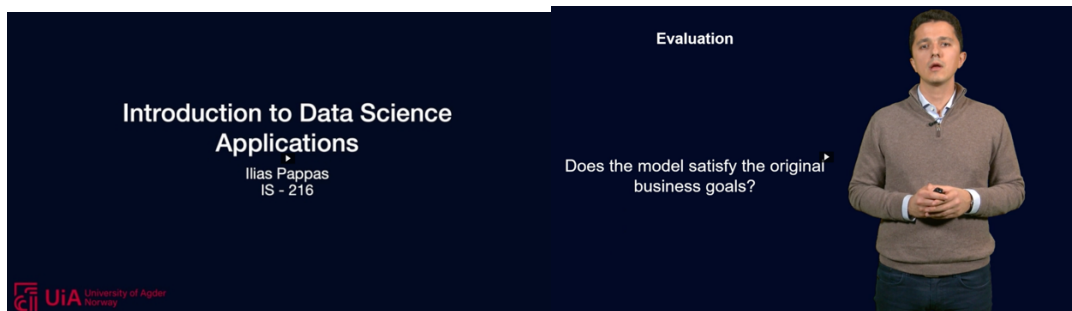 Introduction to Data Science
Applications
Ilias Pappas
IS - 216
UiA University of Agder
Norway
Evaluation
Does the model satisfy the original
business goals?